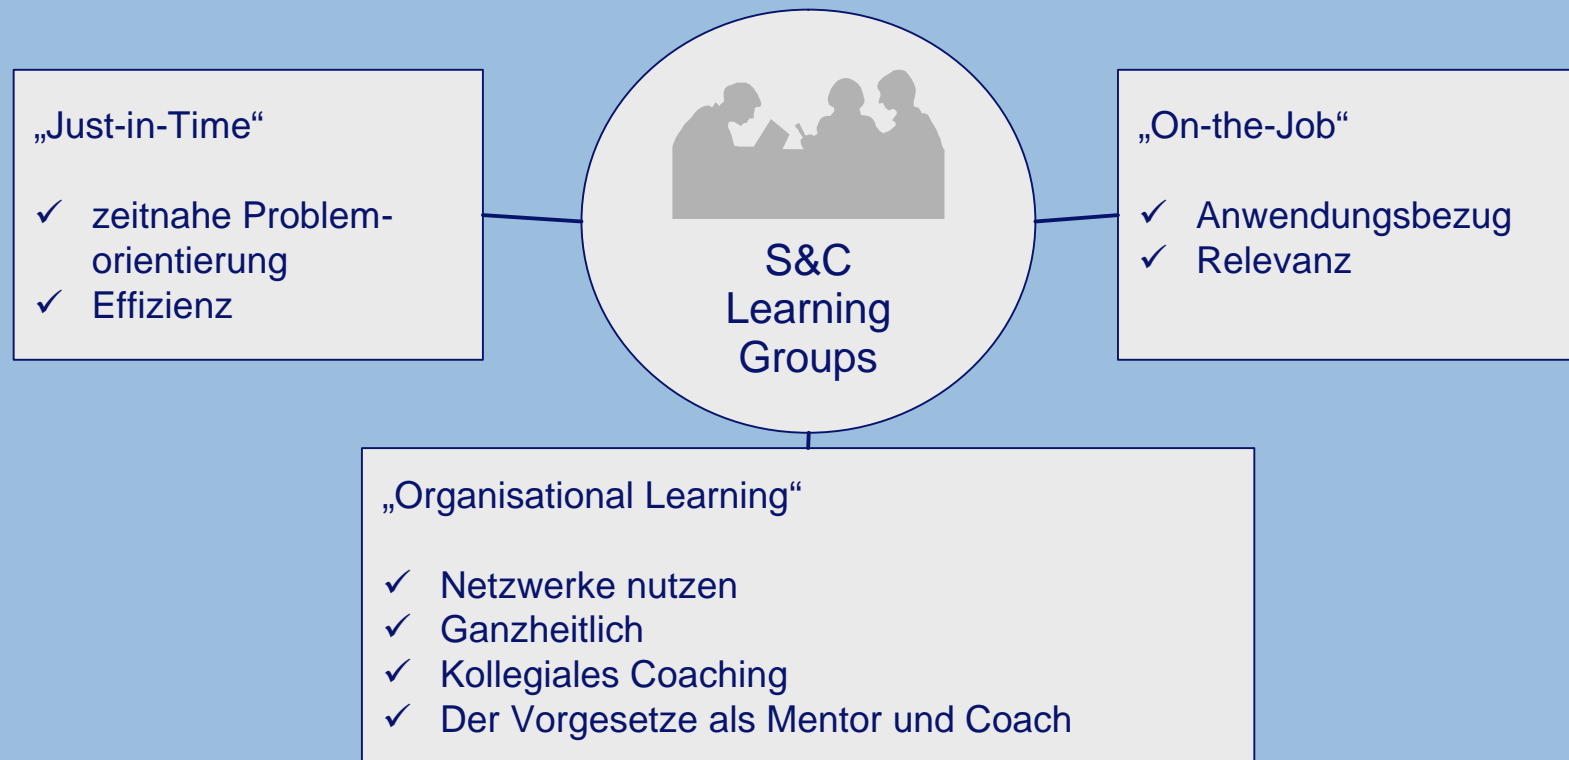 „Just-in-Time“
✓ zeitnahe Problem-
orientierung
✓ Effizienz
S&C
Learning
Groups
„On-the-Job“
✓ Anwendungsbezug
✓ Relevanz
„Organisational Learning“
✓ Netzwerke nutzen
✓ Ganzheitlich
✓ Kollegiales Coaching
✓ Der Vorgesetze als Mentor und Coach